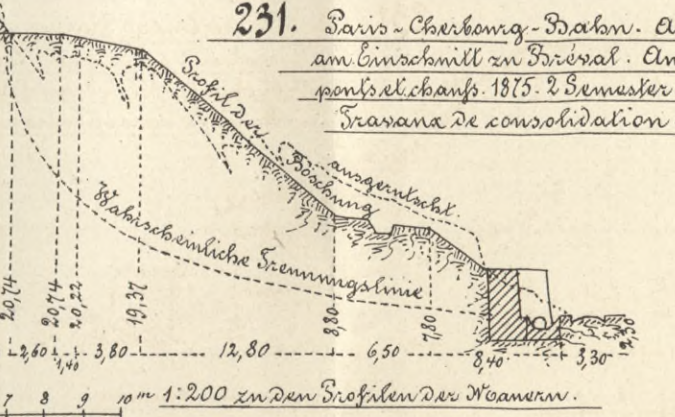 231. Paris-Cherbourg-Bahn. A
am Einschnitt zu Bréval. An
ponts et chauss. 1875. 2 Semester
Travaux de consolidation
Profil der Böschung
ausgerutscht.
Wahrscheinliche Trennungslinie
20,74 20,74 20,22 19,37 8,80 7,80 2,30
2,60 1,40 3,80 12,80 6,50 8,40 3,30
7 8 9 10 m 1:200 zu den Profilen der Mauern.